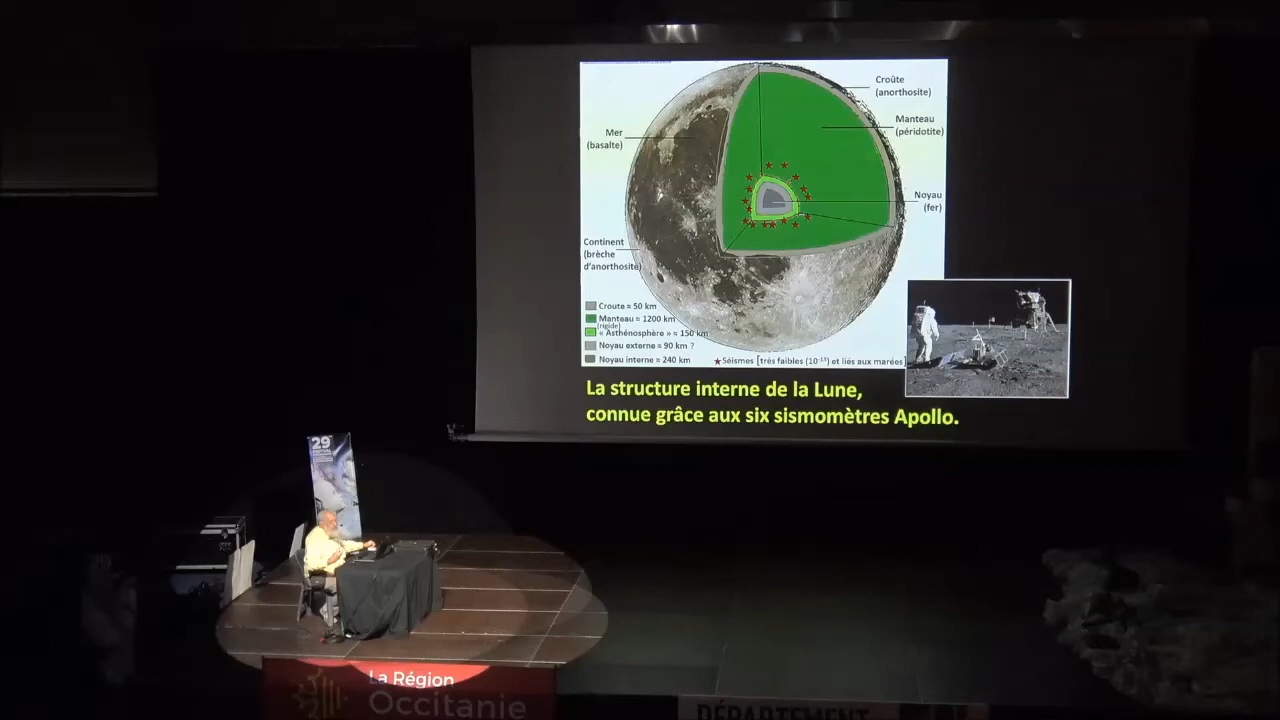 Croûte
(anorthosite)
Manteau
(péridotite)
Mer
(basalte)
Noyau
(fer)
Continent
(brèche
d'anorthosite)
Croute ≈ 50 km
Manteau ≈ 1200 km
(rigide)
« Asthénosphère » ≈ 150 km
Noyau externe ≈ 90 km ?
Noyau interne ≈ 240 km
★Séismes [très faibles (10⁻¹³) et liés aux marées]
La structure interne de la Lune,
connue grâce aux six sismomètres Apollo.
29
La Région
Occitanie
DÉPARTEMENT